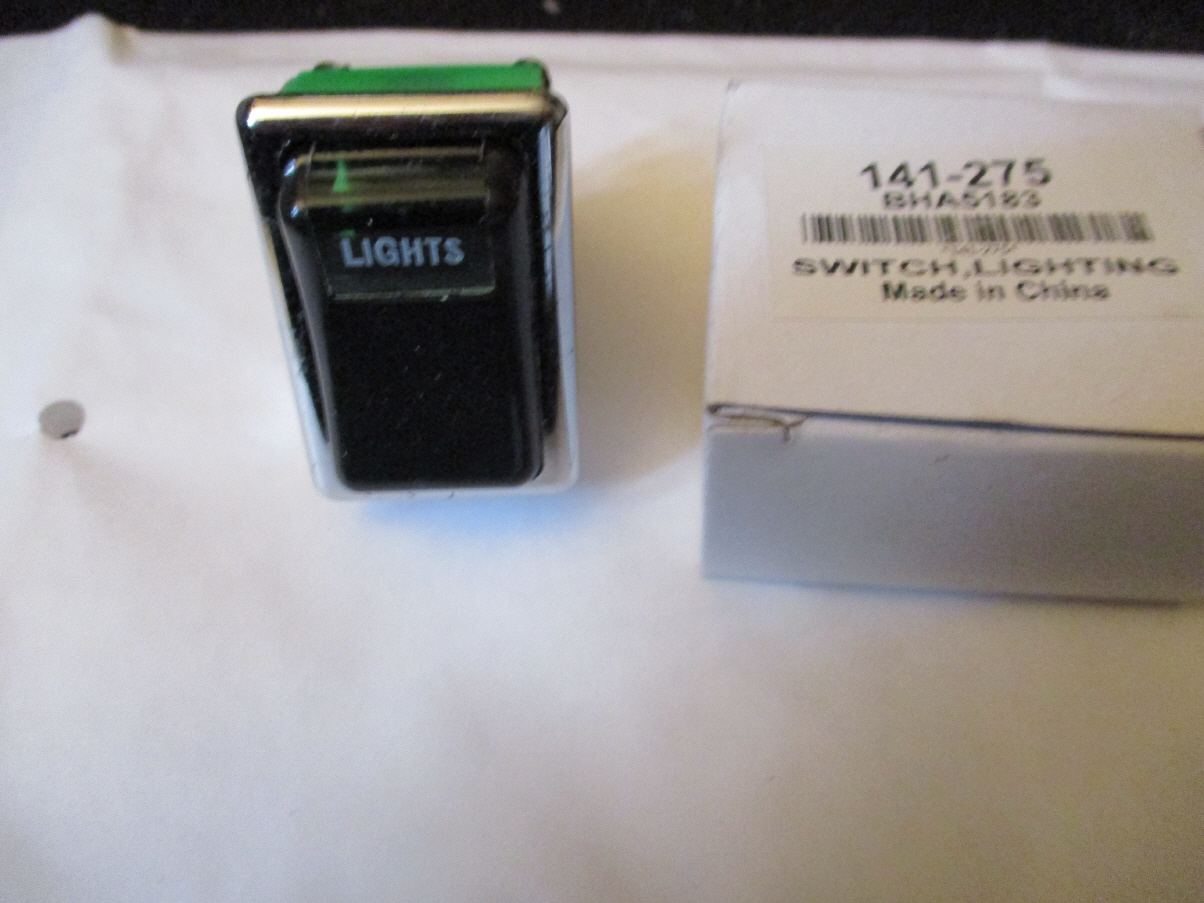 LIGHTS
141-275
BHA5183
SWITCH,LIGHTING
Made in China